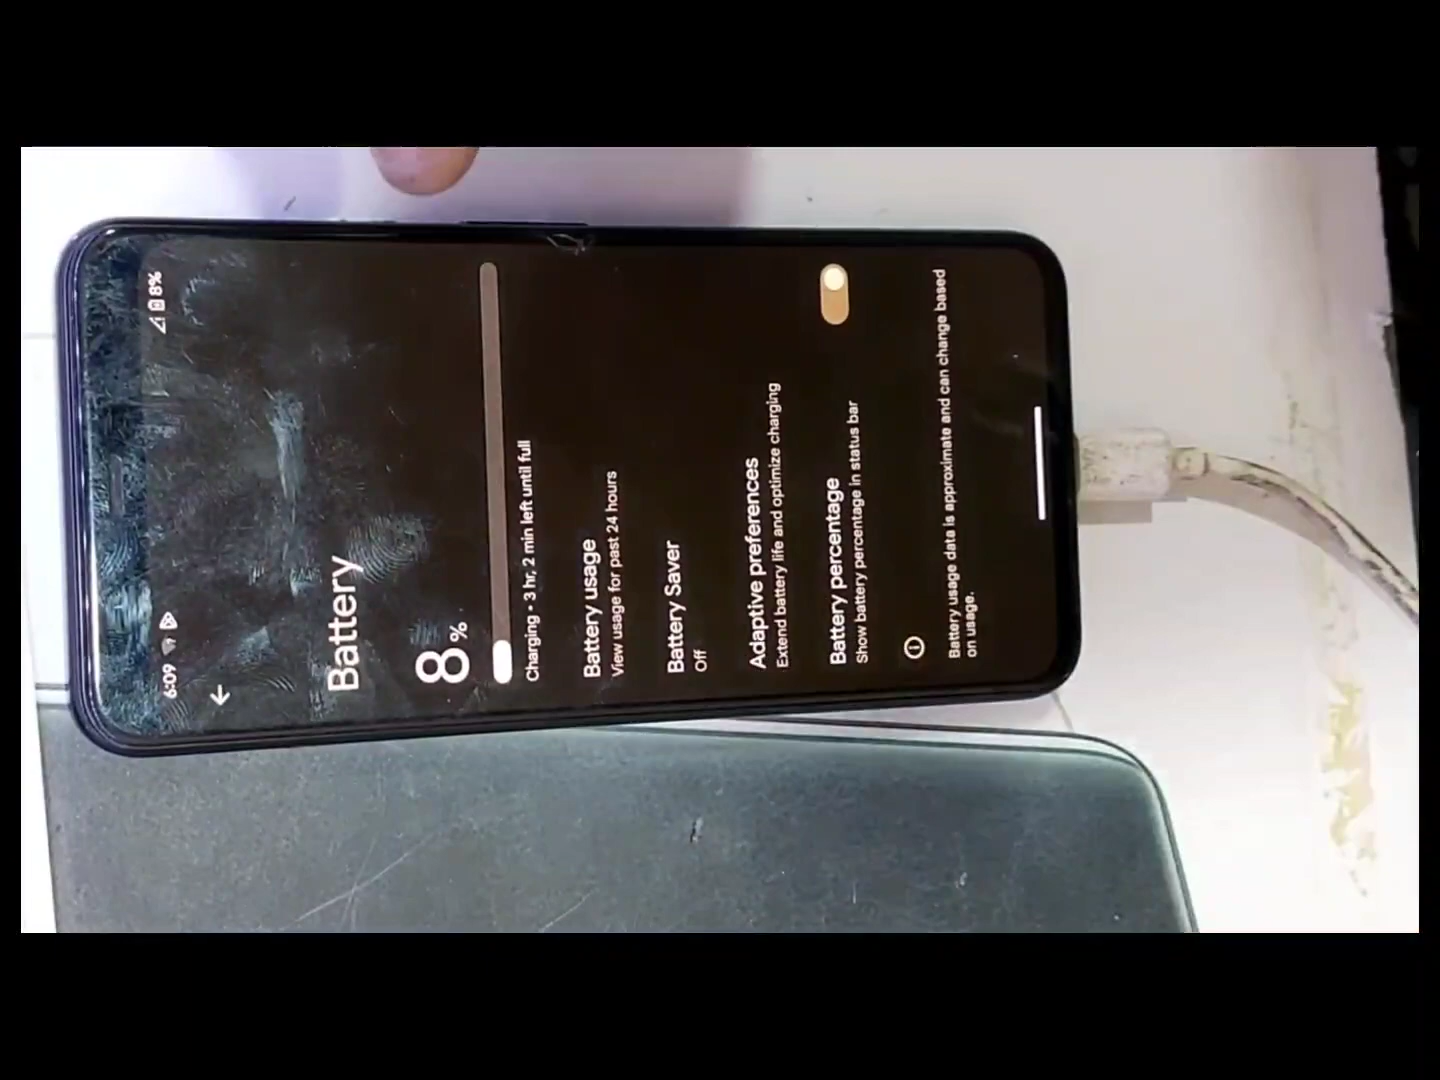 6:09
8%
Battery
8%
Charging • 3 hr, 2 min left until full
Battery usage
View usage for past 24 hours
Battery Saver
Off
Adaptive preferences
Extend battery life and optimize charging
Battery percentage
Show battery percentage in status bar
Battery usage data is approximate and can change based
on usage.